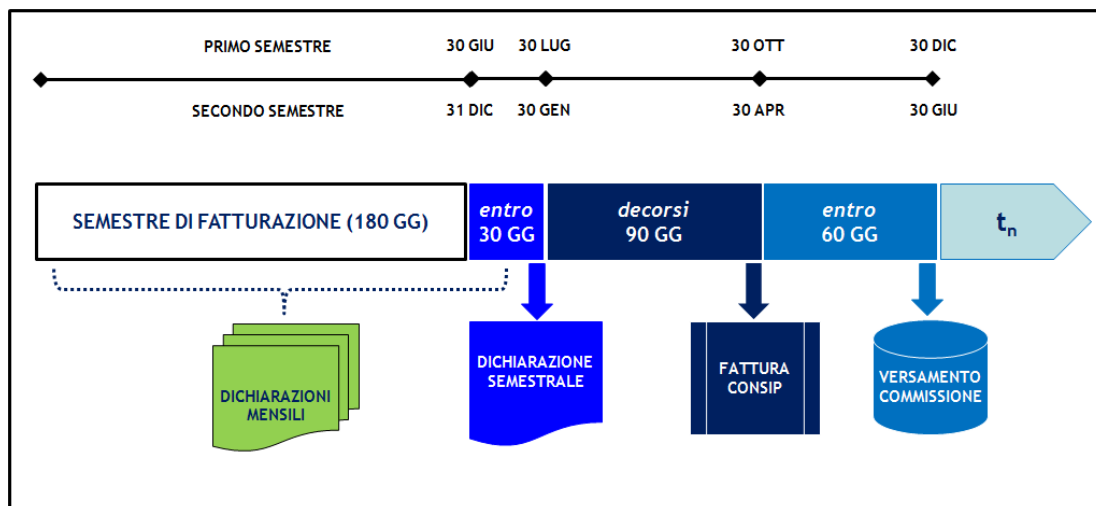 PRIMO SEMESTRE
30 GIU
30 LUG
30 OTT
30 DIC
SECONDO SEMESTRE
31 DIC
30 GEN
30 APR
30 GIU
SEMESTRE DI FATTURAZIONE (180 GG)
entro
30 GG
decorsi
90 GG
entro
60 GG
tn
DICHIARAZIONI
MENSILI
DICHIARAZIONE
SEMESTRALE
FATTURA
CONSIP
VERSAMENTO
COMMISSIONE